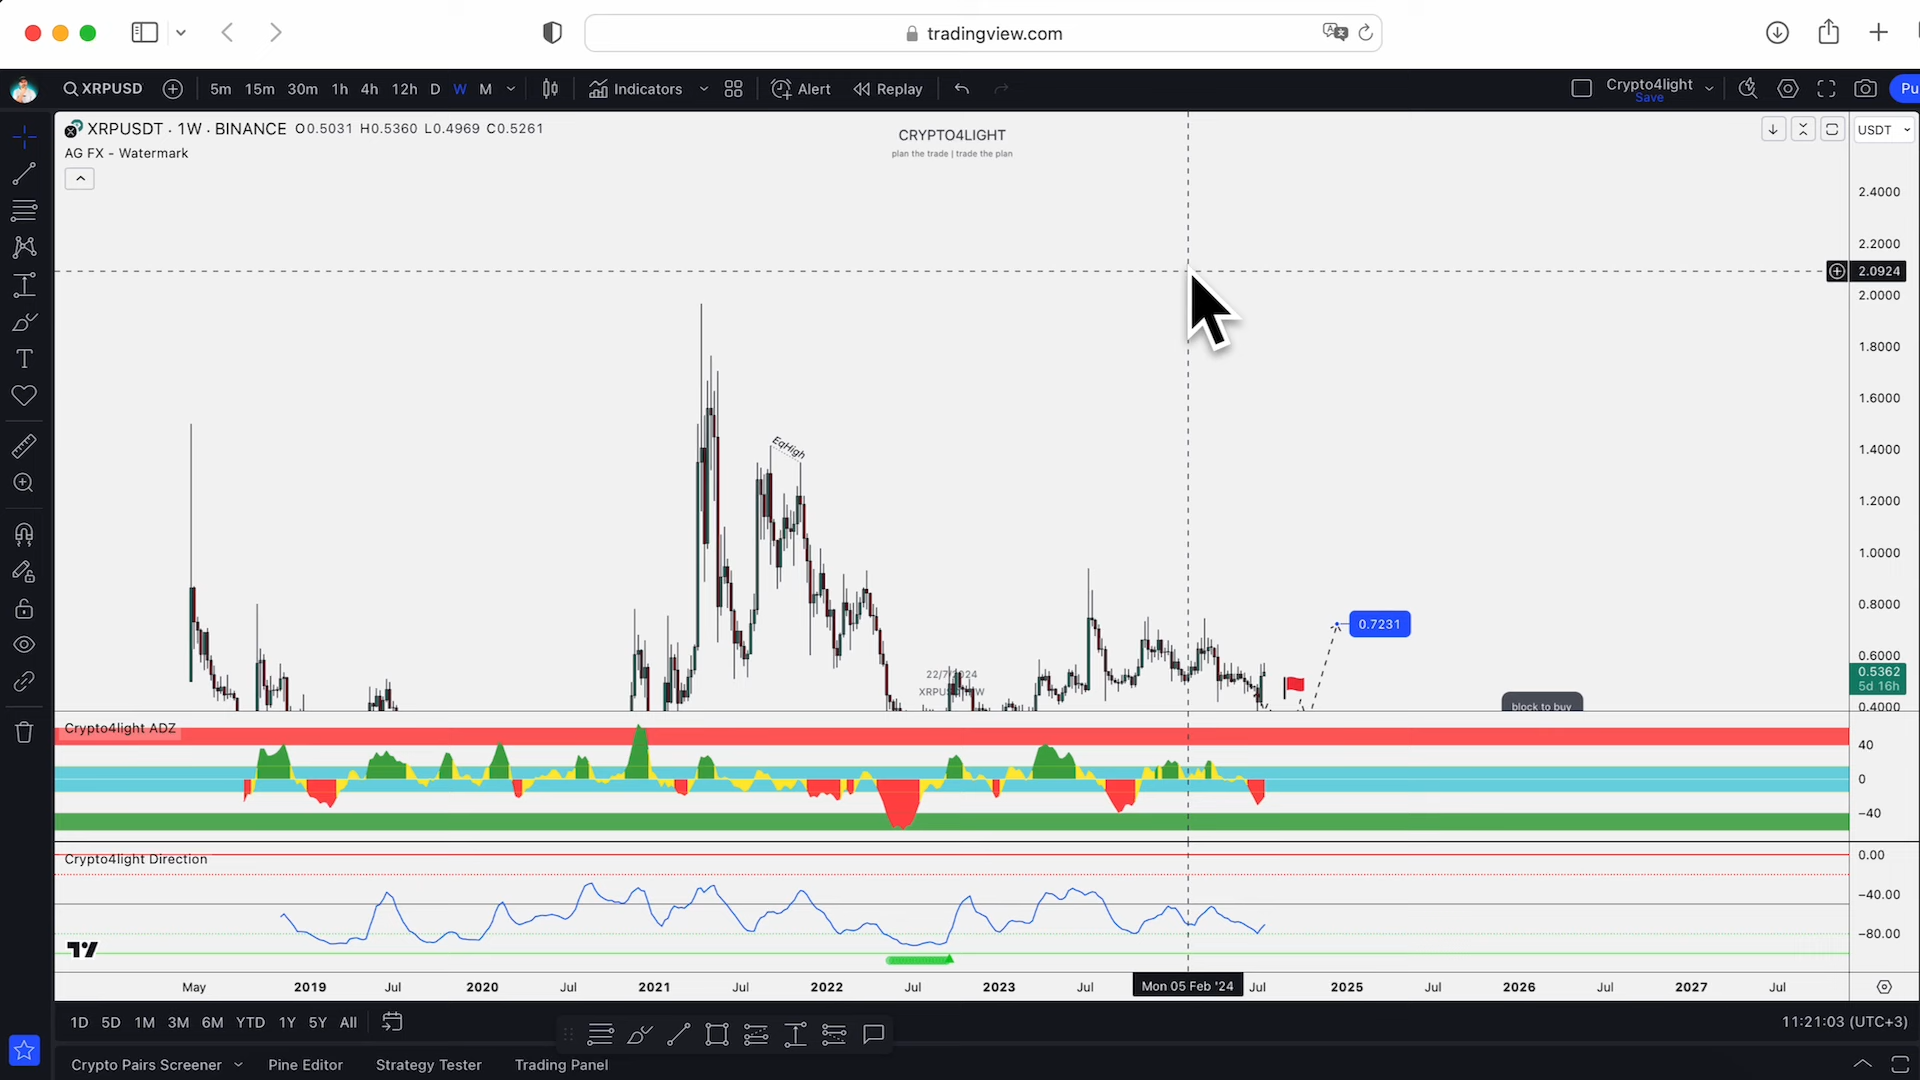 tradingview.com
XRPUSD 5m 15m 30m 1h 4h 12h D W M Indicators Alert Replay Crypto4light Save Pu
XRPUSDT · 1W · BINANCE O0.5031 H0.5360 L0.4969 C0.5261
AG FX - Watermark
CRYPTO4LIGHT
plan the trade | trade the plan
USDT
2.4000
2.2000
2.0924
2.0000
1.8000
1.6000
1.4000
EqHigh
1.2000
1.0000
0.8000
0.7231
0.6000
0.5362
5d 16h
22/7/2024
0.4000
block to buy
Crypto4light ADZ
40
0
−40
Crypto4light Direction
0.00
−40.00
−80.00
May 2019 Jul 2020 Jul 2021 Jul 2022 Jul 2023 Jul Mon 05 Feb '24 Jul 2025 Jul 2026 Jul 2027 Jul
1D 5D 1M 3M 6M YTD 1Y 5Y All
11:21:03 (UTC+3)
Crypto Pairs Screener Pine Editor Strategy Tester Trading Panel